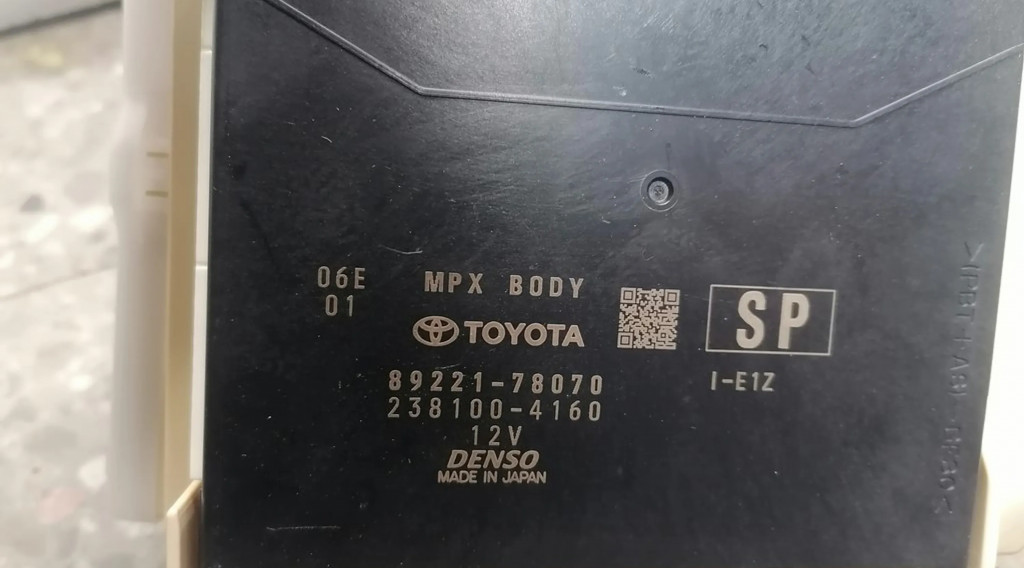 06E
01
MPX BODY
TOYOTA
SP
I-E1Z
89221-78070
238100-4160
12V
DENSO
MADE IN JAPAN